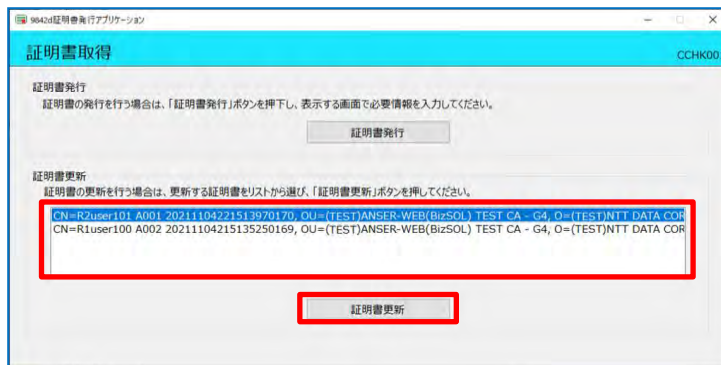 9842d証明書発行アプリケーション
証明書取得
CCHK00
証明書発行
証明書の発行を行う場合は、「証明書発行」ボタンを押下し、表示する画面で必要情報を入力してください。
証明書発行
証明書更新
証明書の更新を行う場合は、更新する証明書をリストから選び、「証明書更新」ボタンを押してください。
CN=R2user101 A001 20211104221513970170, OU=(TEST)ANSER-WEB(BizSOL) TEST CA - G4, O=(TEST)NTT DATA COR
CN=R1user100 A002 20211104215135250169, OU=(TEST)ANSER-WEB(BizSOL) TEST CA - G4, O=(TEST)NTT DATA COR
証明書更新